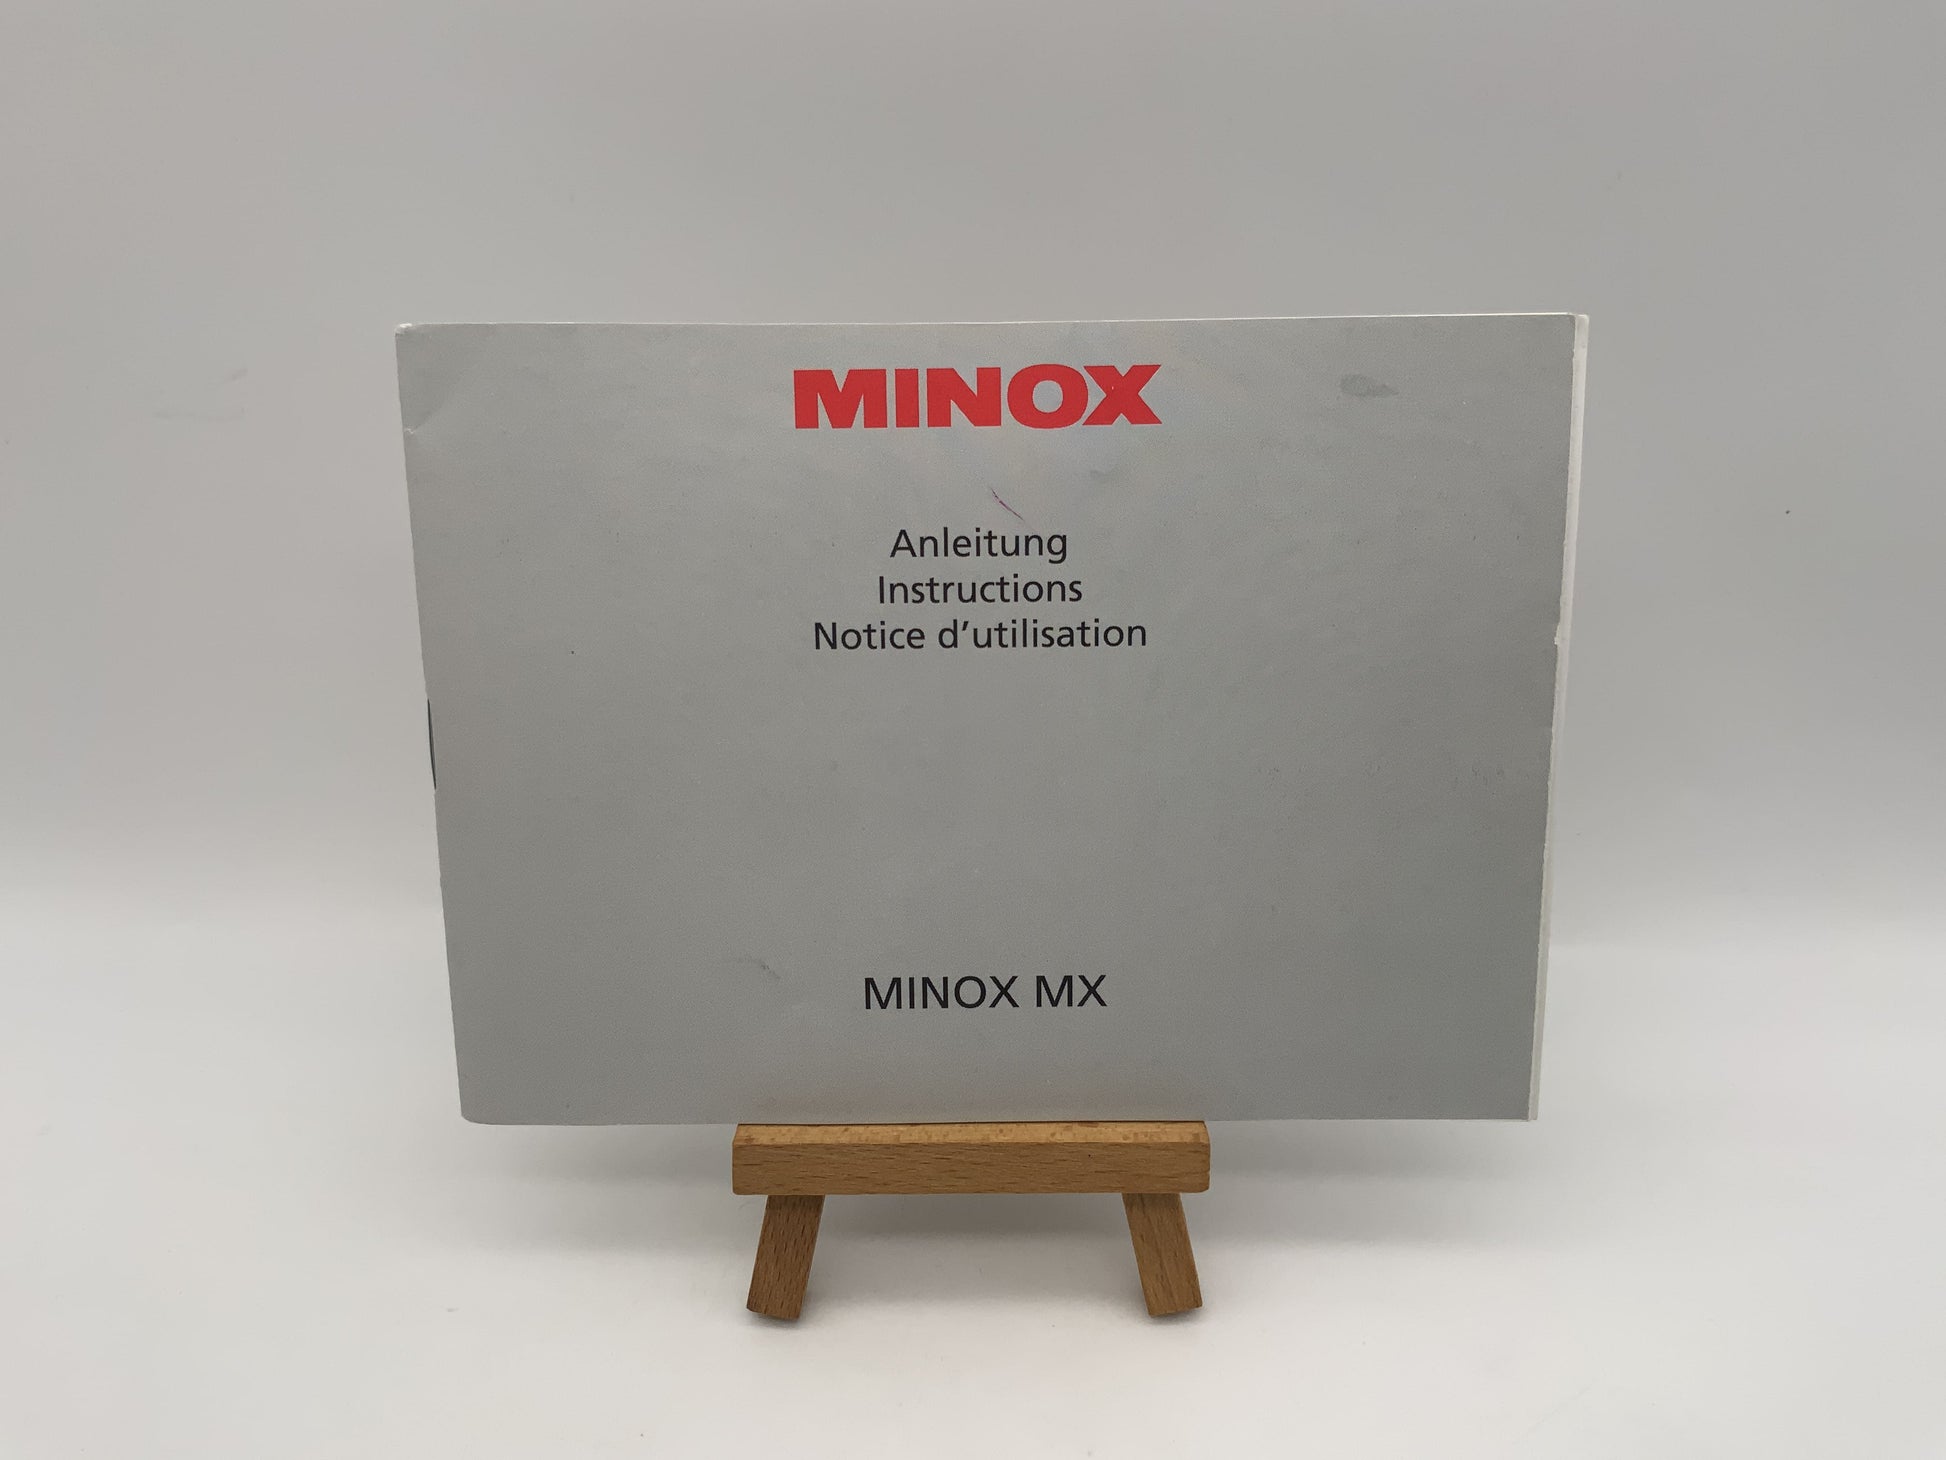 MINOX
Anleitung
Instructions
Notice d’utilisation
MINOX MX